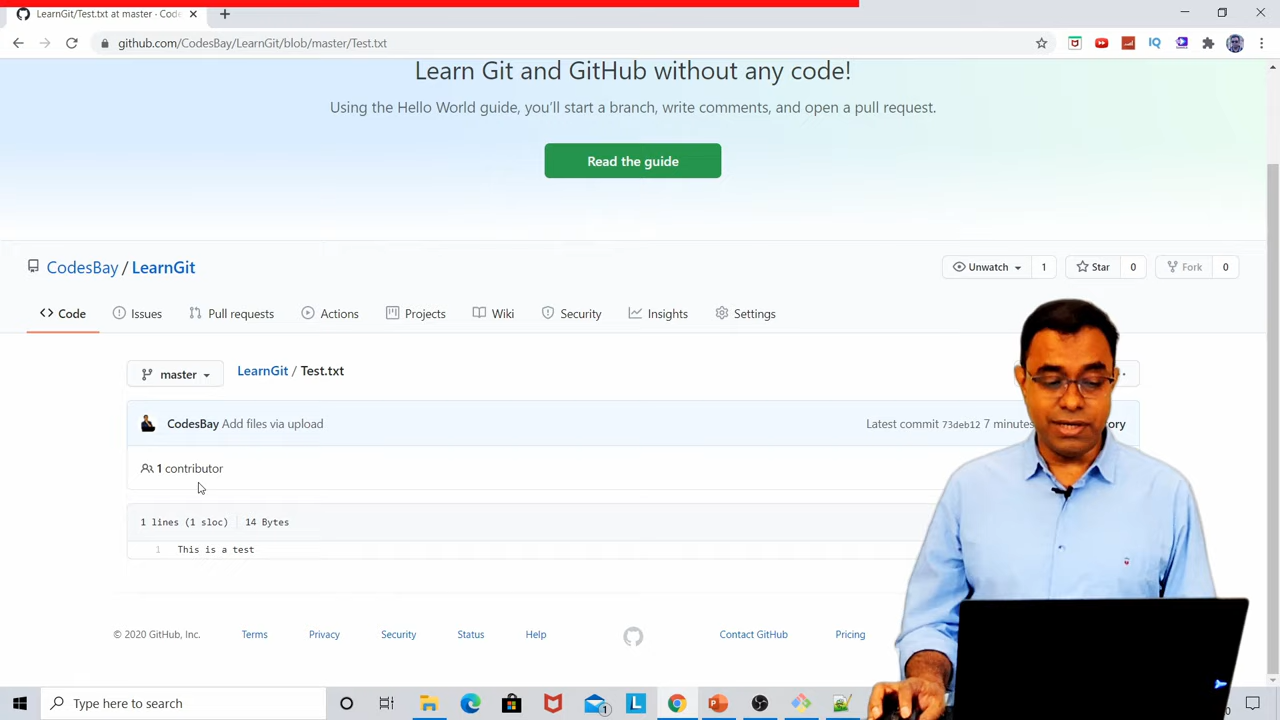 LearnGit/Test.txt at master · Code
github.com/CodesBay/LearnGit/blob/master/Test.txt
Learn Git and GitHub without any code!
Using the Hello World guide, you'll start a branch, write comments, and open a pull request.
Read the guide
CodesBay / LearnGit
Unwatch 1 Star 0 Fork 0
Code Issues Pull requests Actions Projects Wiki Security Insights Settings
master LearnGit / Test.txt
CodesBay Add files via upload Latest commit 73deb12 7
1 contributor
1 lines (1 sloc) 14 Bytes
1 This is a test
© 2020 GitHub, Inc. Terms Privacy Security Status Help Contact GitHub Pricing
Type here to search